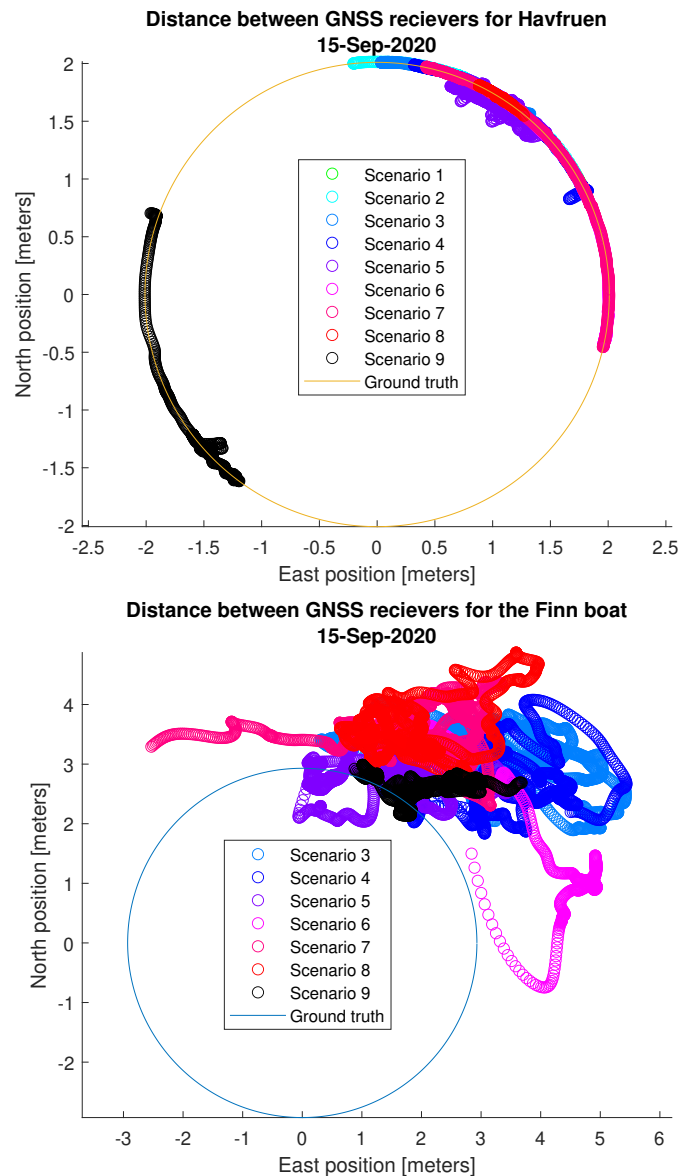 Distance between GNSS recievers for Havfruen
15-Sep-2020
2
1.5
1
0.5
0
-0.5
-1
-1.5
-2
North position [meters]
Scenario 1
Scenario 2
Scenario 3
Scenario 4
Scenario 5
Scenario 6
Scenario 7
Scenario 8
Scenario 9
Ground truth
-2.5 -2 -1.5 -1 -0.5 0 0.5 1 1.5 2 2.5
East position [meters]
Distance between GNSS recievers for the Finn boat
15-Sep-2020
4
3
2
1
0
-1
-2
North position [meters]
Scenario 3
Scenario 4
Scenario 5
Scenario 6
Scenario 7
Scenario 8
Scenario 9
Ground truth
-3 -2 -1 0 1 2 3 4 5 6
East position [meters]